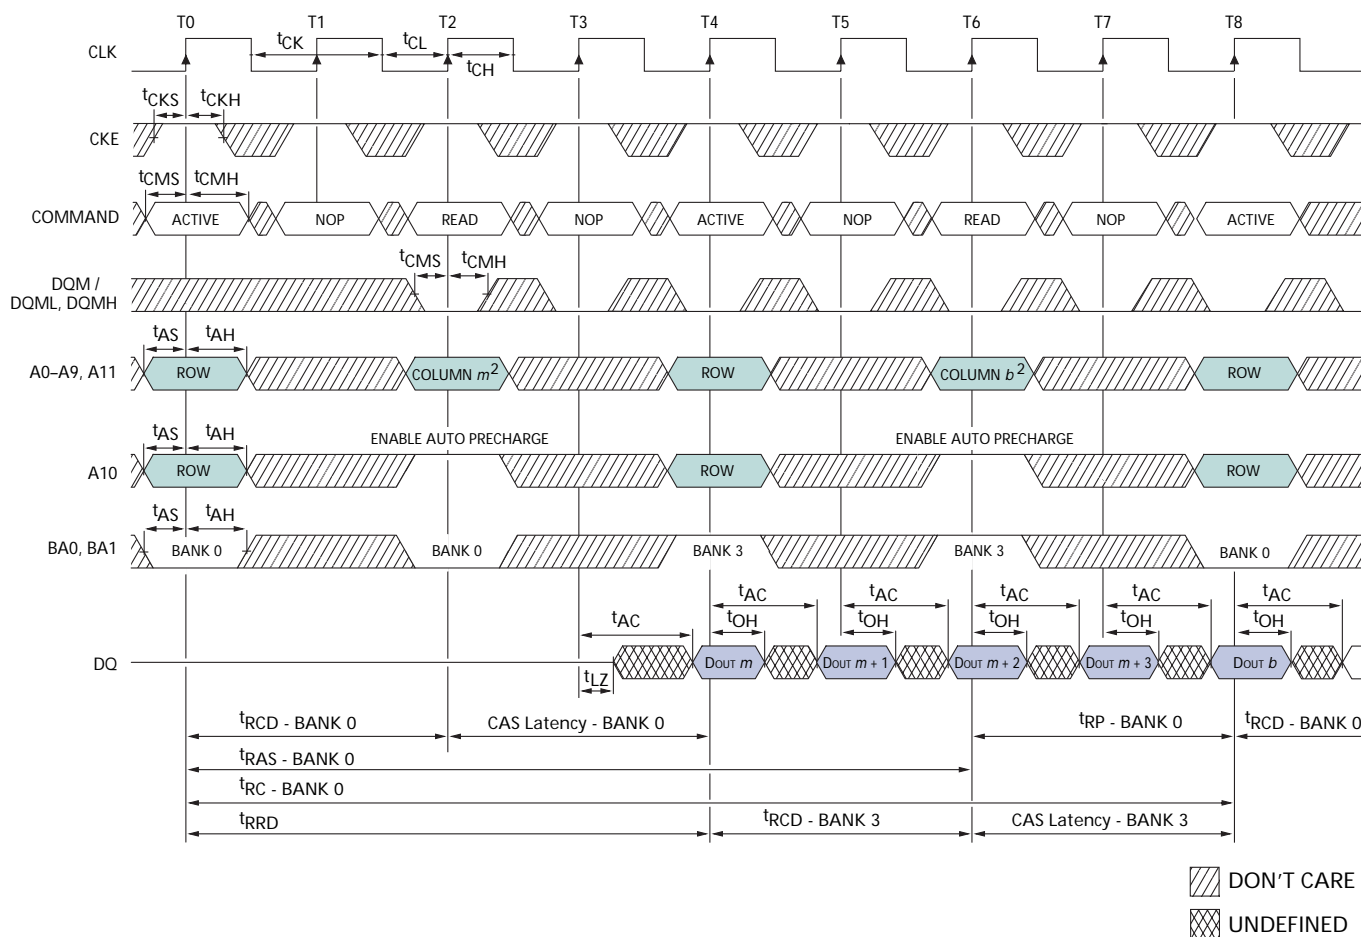 T0 T1 T2 T3 T4 T5 T6 T7 T8
CLK tCK tCL tCH
tCKS tCKH
CKE
tCMS tCMH
COMMAND ACTIVE NOP READ NOP ACTIVE NOP READ NOP ACTIVE
tCMS tCMH
DQM /
DQML, DQMH
tAS tAH
A0–A9, A11 ROW COLUMN m2 ROW COLUMN b2 ROW
tAS tAH ENABLE AUTO PRECHARGE ENABLE AUTO PRECHARGE
A10 ROW ROW ROW
tAS tAH
BA0, BA1 BANK 0 BANK 0 BANK 3 BANK 3 BANK 0
tAC tAC tAC tAC tAC
tAC tOH tOH tOH tOH tOH
DQ DOUT m DOUT m + 1 DOUT m + 2 DOUT m + 3 DOUT b
tLZ
tRCD - BANK 0 CAS Latency - BANK 0 tRP - BANK 0 tRCD - BANK 0
tRAS - BANK 0
tRC - BANK 0
tRRD tRCD - BANK 3 CAS Latency - BANK 3
DON'T CARE
UNDEFINED